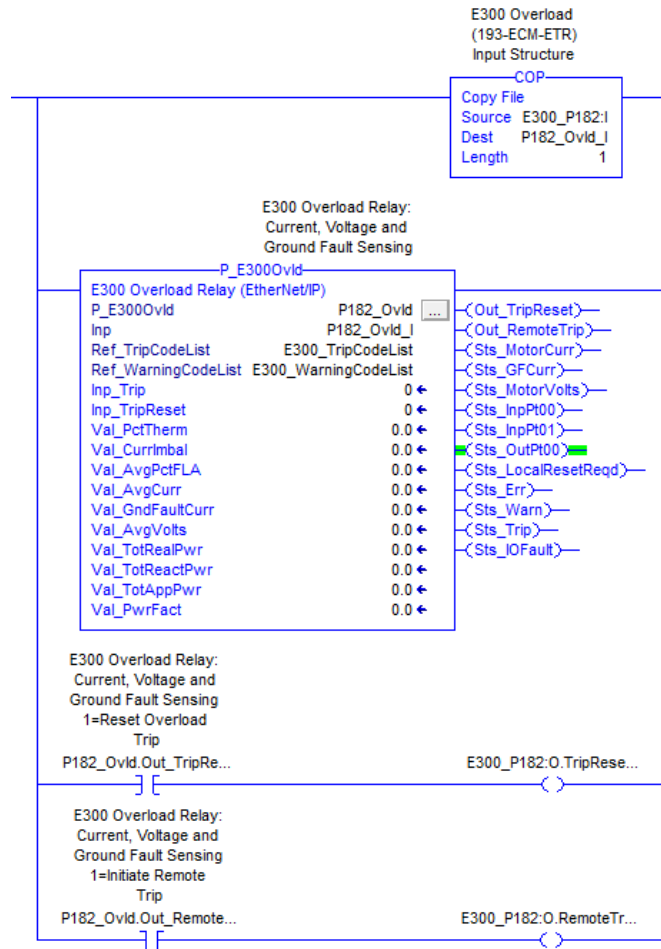 E300 Overload
(193-ECM-ETR)
Input Structure
COP
Copy File
Source E300_P182:I
Dest P182_Ovld_I
Length 1
E300 Overload Relay:
Current, Voltage and
Ground Fault Sensing
P_E300Ovld
E300 Overload Relay (EtherNet/IP)
P_E300Ovld P182_Ovld ... (Out_TripReset)
Inp P182_Ovld_I (Out_RemoteTrip)
Ref_TripCodeList E300_TripCodeList (Sts_MotorCurr)
Ref_WarningCodeList E300_WarningCodeList (Sts_GFCurr)
Inp_Trip 0 (Sts_MotorVolts)
Inp_TripReset 0 (Sts_InpPt00)
Val_PctTherm 0.0 (Sts_InpPt01)
Val_CurrImbal 0.0 (Sts_OutPt00)
Val_AvgPctFLA 0.0 (Sts_LocalResetReqd)
Val_AvgCurr 0.0 (Sts_Err)
Val_GndFaultCurr 0.0 (Sts_Warn)
Val_AvgVolts 0.0 (Sts_Trip)
Val_TotRealPwr 0.0 (Sts_IOFault)
Val_TotReactPwr 0.0
Val_TotAppPwr 0.0
Val_PwrFact 0.0
E300 Overload Relay:
Current, Voltage and
Ground Fault Sensing
1=Reset Overload
Trip
P182_Ovld.Out_TripRe... E300_P182:O.TripRese...
E300 Overload Relay:
Current, Voltage and
Ground Fault Sensing
1=Initiate Remote
Trip
P182_Ovld.Out_Remote... E300_P182:O.RemoteTr...